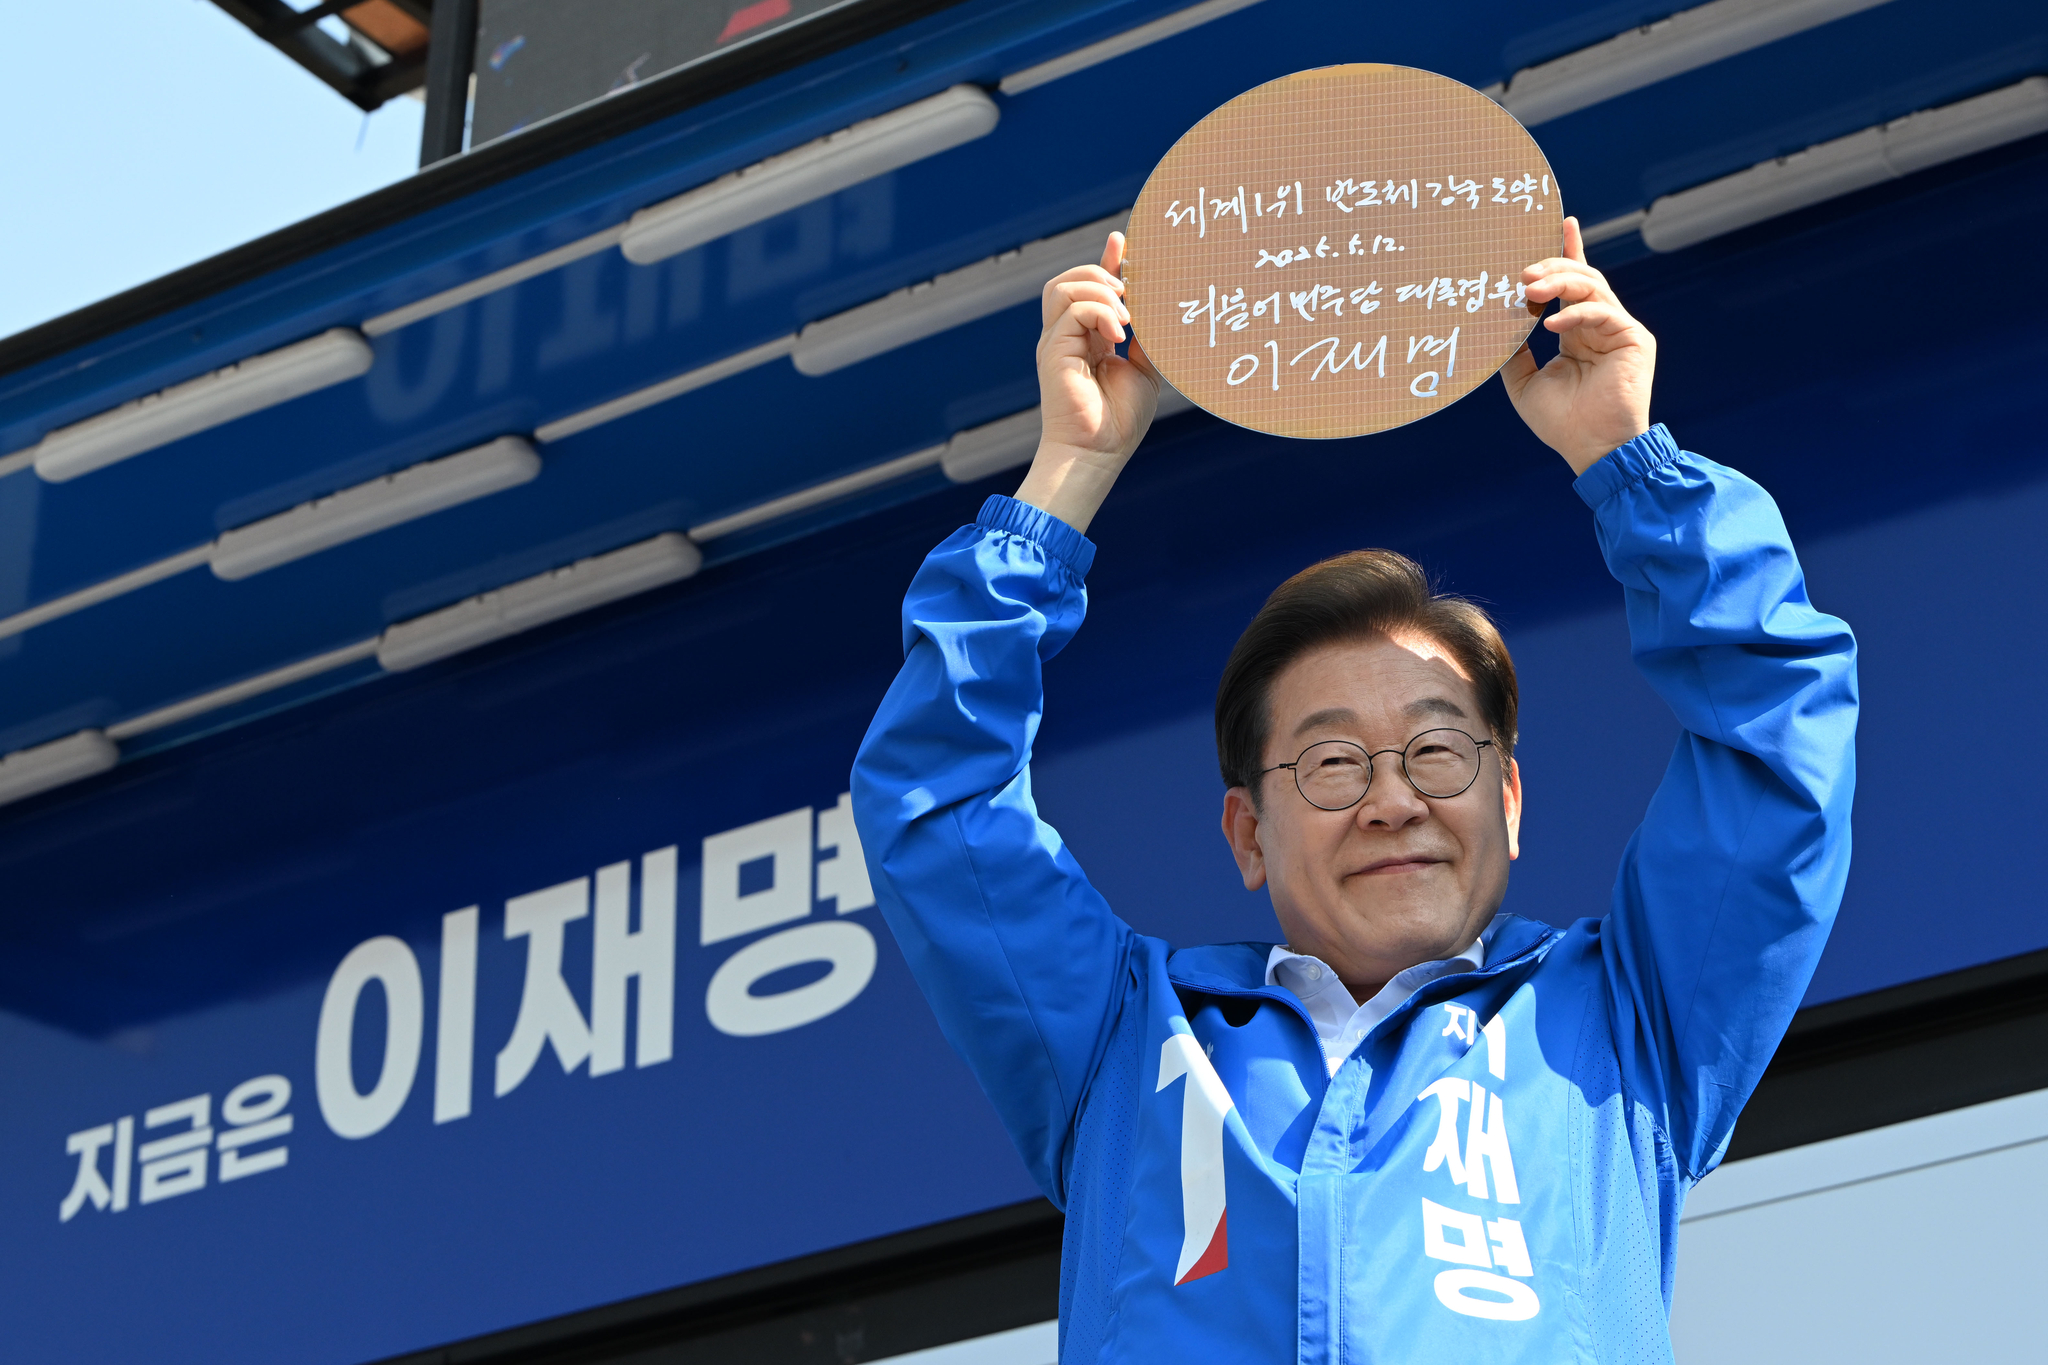 세계1위 반도체 강국 도약!
2025.5.12.
더불어민주당 대통령후보
이재명
지금은 이재명
1
지
재명